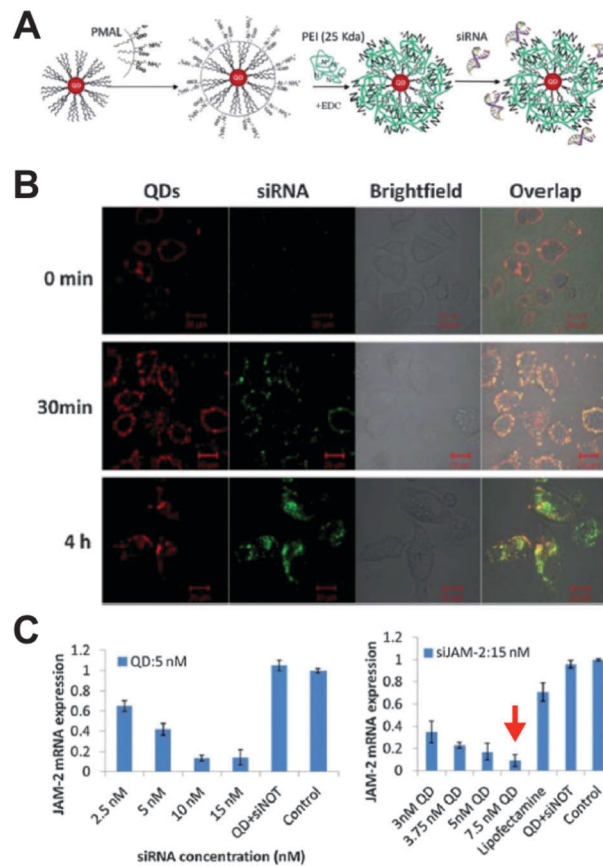 A
PMAL
PEI (25 Kda)
siRNA
QD
QD
+EDC
QD
QD
B
QDs siRNA Brightfield Overlap
0 min
30min
4 h
C
JAM-2 mRNA expression
1.2
1
0.8
0.6
0.4
0.2
0
QD:5 nM
2.5 nM
5 nM
10 nM
15 nM
QD+siNOT
Control
siRNA concentration (nM)
JAM-2 mRNA expression
1
0.8
0.6
0.4
0.2
0
siJAM-2:15 nM
3nM QD
3.75 nM QD
5nM QD
7.5 nM QD
Lipofectamine
QD+siNOT
Control